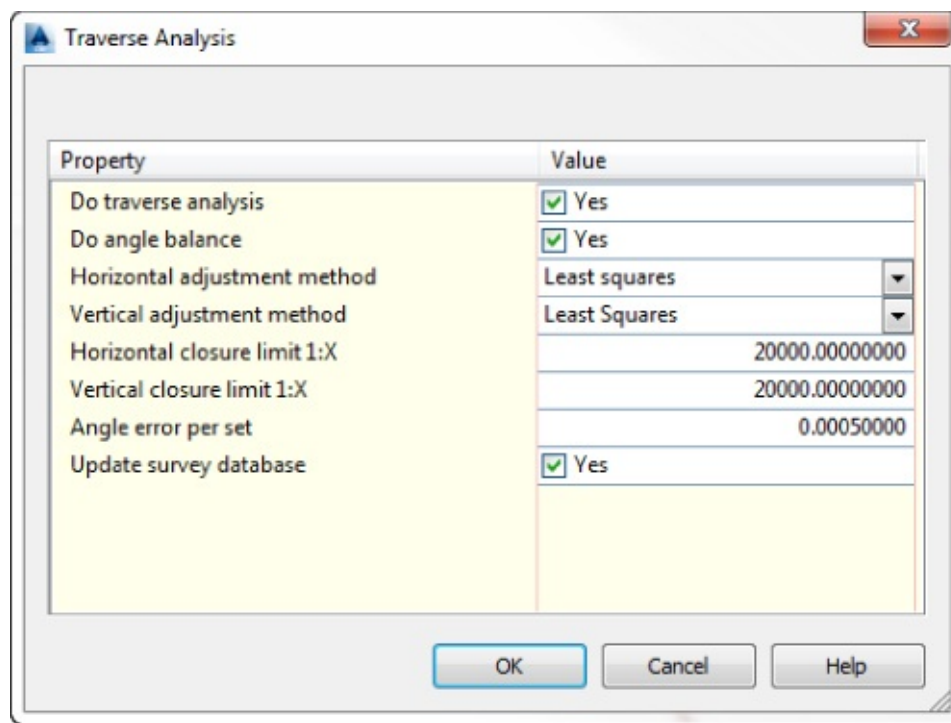 Traverse Analysis
Property Value
Do traverse analysis Yes
Do angle balance Yes
Horizontal adjustment method Least squares
Vertical adjustment method Least Squares
Horizontal closure limit 1:X 20000.00000000
Vertical closure limit 1:X 20000.00000000
Angle error per set 0.00050000
Update survey database Yes
OK Cancel Help